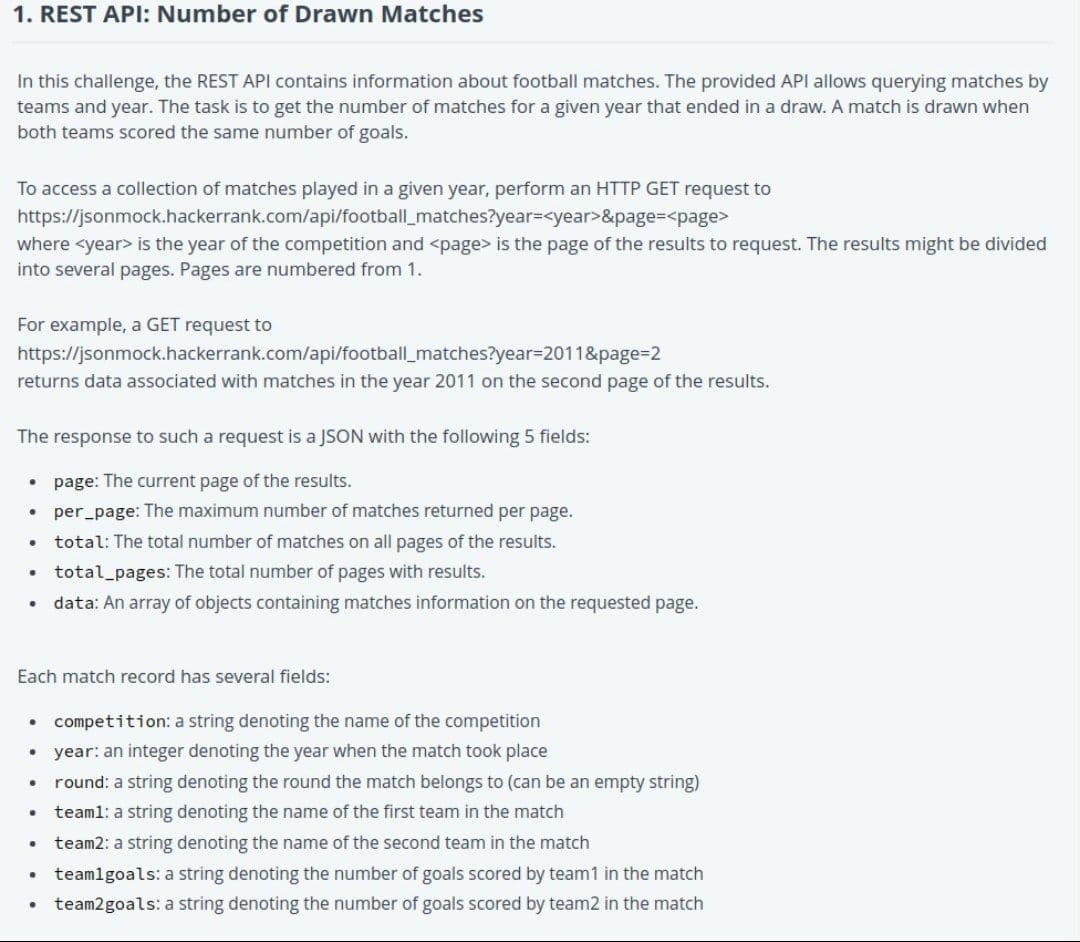 1. REST API: Number of Drawn Matches
In this challenge, the REST API contains information about football matches. The provided API allows querying matches by
teams and year. The task is to get the number of matches for a given year that ended in a draw. A match is drawn when
both teams scored the same number of goals.
To access a collection of matches played in a given year, perform an HTTP GET request to
https://jsonmock.hackerrank.com/api/football_matches?year=<year>&page=<page>
where <year> is the year of the competition and <page> is the page of the results to request. The results might be divided
into several pages. Pages are numbered from 1.
For example, a GET request to
https://jsonmock.hackerrank.com/api/football_matches?year=2011&page=2
returns data associated with matches in the year 2011 on the second page of the results.
The response to such a request is a JSON with the following 5 fields:
• page: The current page of the results.
• per_page: The maximum number of matches returned per page.
• total: The total number of matches on all pages of the results.
• total_pages: The total number of pages with results.
• data: An array of objects containing matches information on the requested page.
Each match record has several fields:
• competition: a string denoting the name of the competition
• year: an integer denoting the year when the match took place
• round: a string denoting the round the match belongs to (can be an empty string)
• team1: a string denoting the name of the first team in the match
• team2: a string denoting the name of the second team in the match
• team1goals: a string denoting the number of goals scored by team1 in the match
• team2goals: a string denoting the number of goals scored by team2 in the match